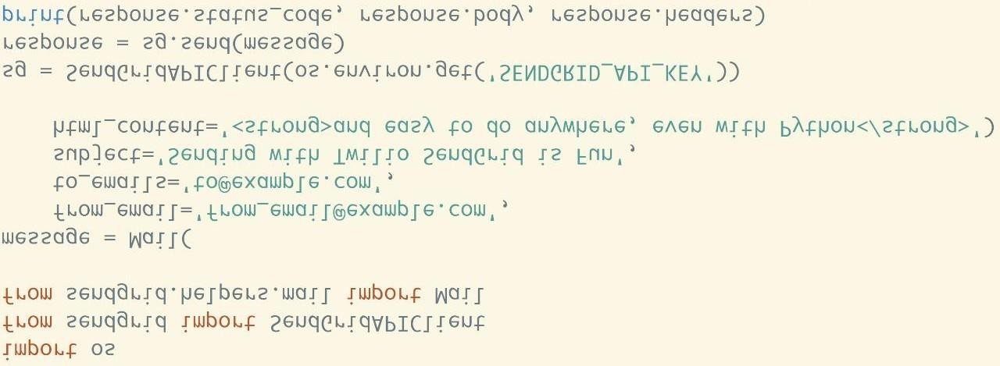 import os
from sendgrid import SendGridAPIClient
from sendgrid.helpers.mail import Mail

message = Mail(
    from_email='from_email@example.com',
    to_emails='to@example.com',
    subject='Sending with Twilio SendGrid is Fun',
    html_content='<strong>and easy to do anywhere, even with Python</strong>')

sg = SendGridAPIClient(os.environ.get('SENDGRID_API_KEY'))
response = sg.send(message)
print(response.status_code, response.body, response.headers)